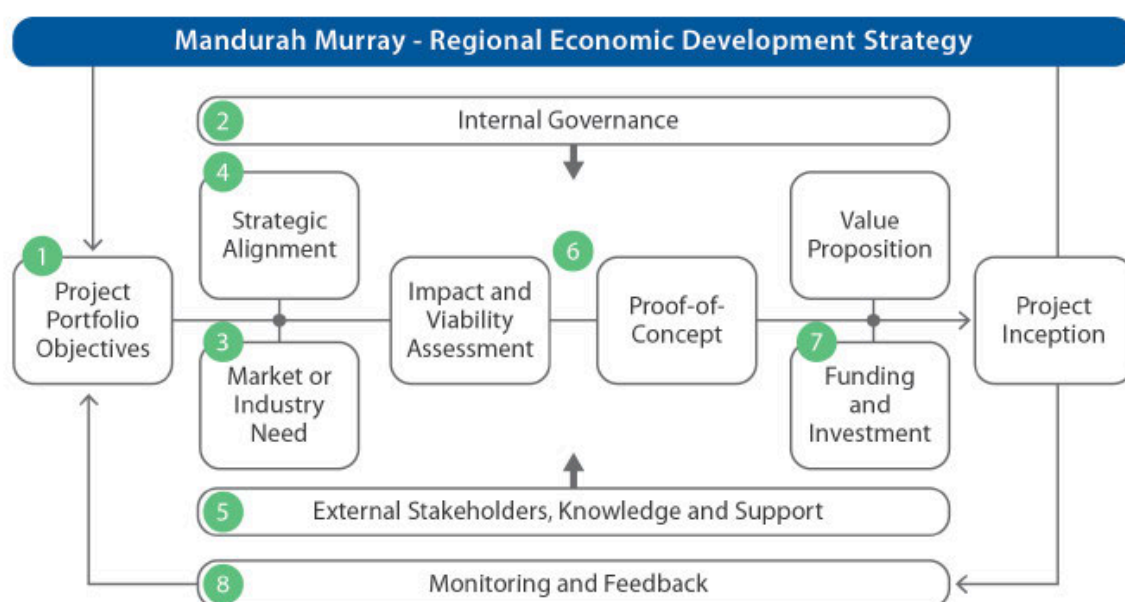 Mandurah Murray - Regional Economic Development Strategy
2
Internal Governance
4
Strategic
Alignment
Value
Proposition
1
Project
Portfolio
Objectives
Impact and
Viability
Assessment
6
Proof-of-
Concept
Project
Inception
3
Market or
Industry
Need
7
Funding
and
Investment
5
External Stakeholders, Knowledge and Support
8
Monitoring and Feedback